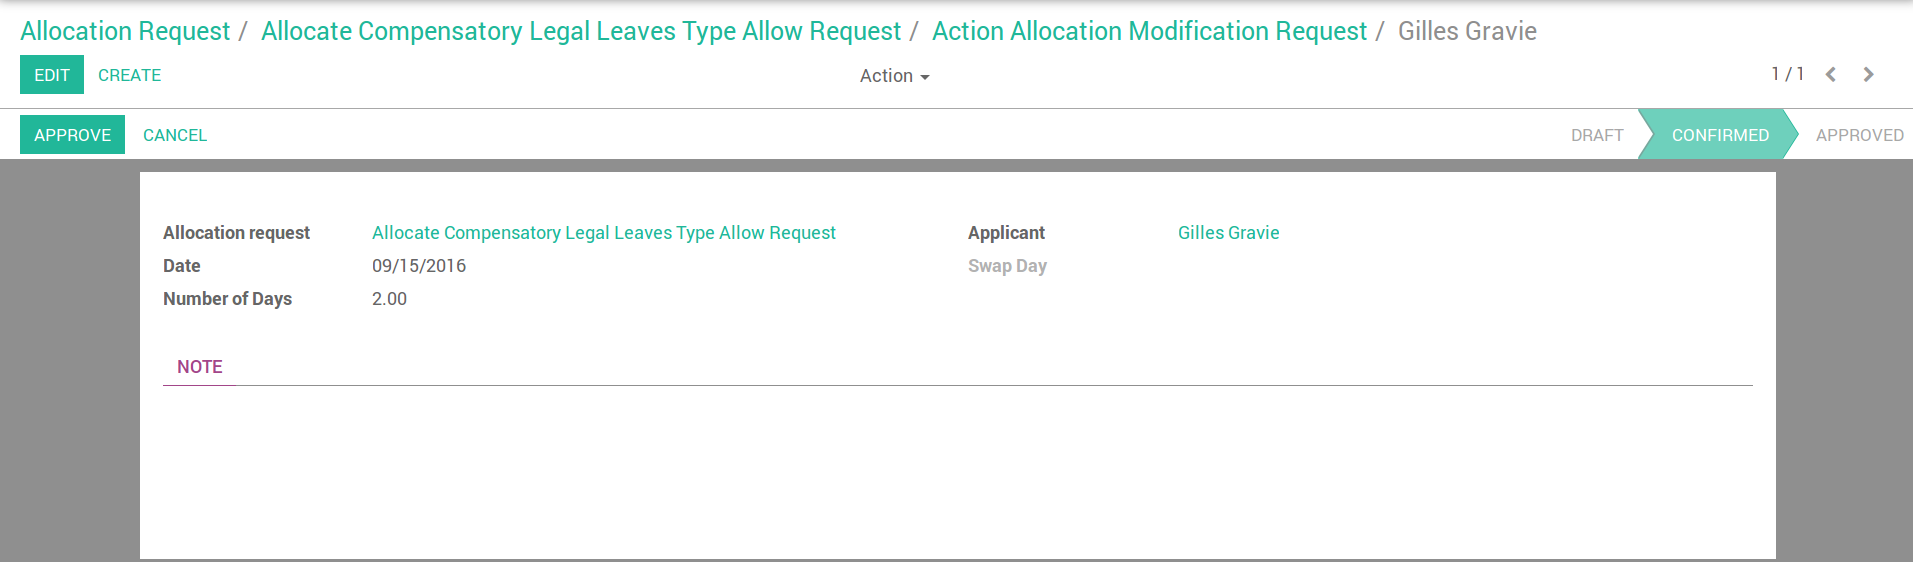 Allocation Request / Allocate Compensatory Legal Leaves Type Allow Request / Action Allocation Modification Request / Gilles Gravie
EDIT CREATE Action 1 / 1
APPROVE CANCEL DRAFT CONFIRMED APPROVED
Allocation request Allocate Compensatory Legal Leaves Type Allow Request Applicant Gilles Gravie
Date 09/15/2016 Swap Day
Number of Days 2.00
NOTE